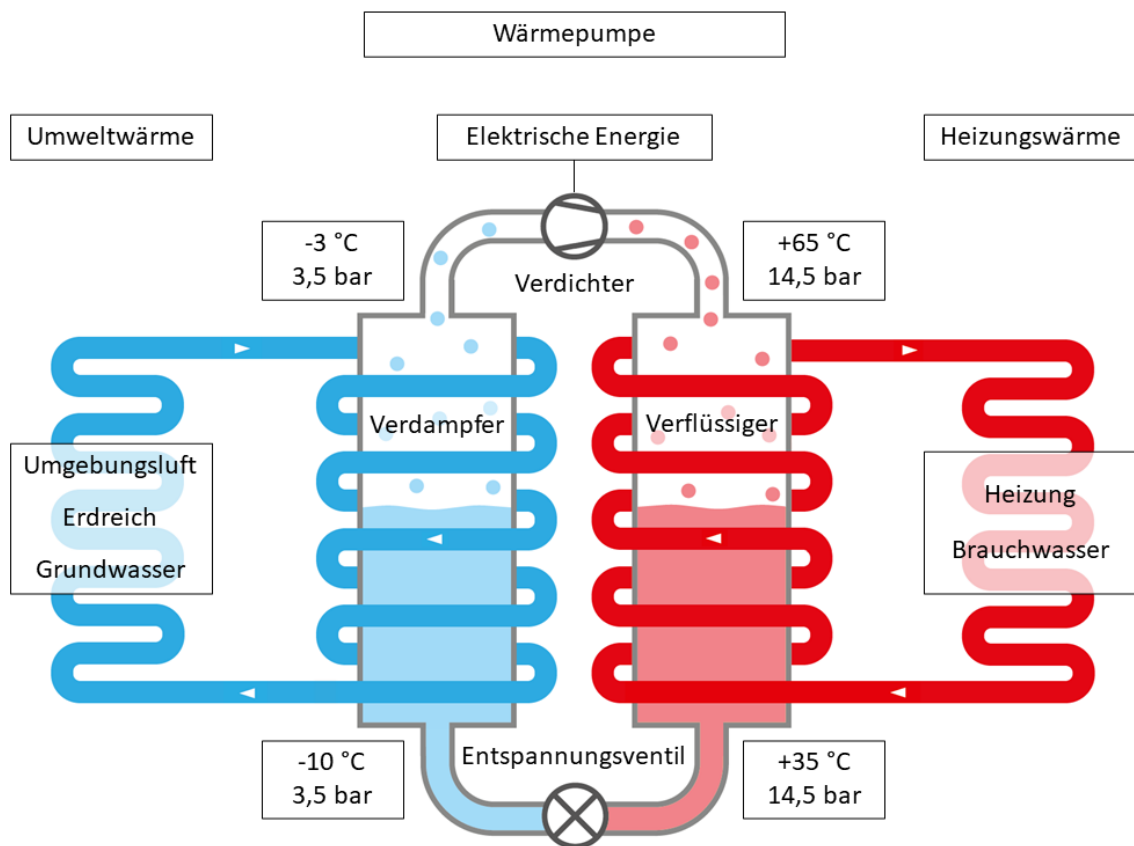 Wärmepumpe
Umweltwärme
Elektrische Energie
Heizungswärme
-3 °C
3,5 bar
Verdichter
+65 °C
14,5 bar
Verdampfer
Verflüssiger
Umgebungsluft
Erdreich
Grundwasser
Heizung
Brauchwasser
-10 °C
3,5 bar
Entspannungsventil
+35 °C
14,5 bar